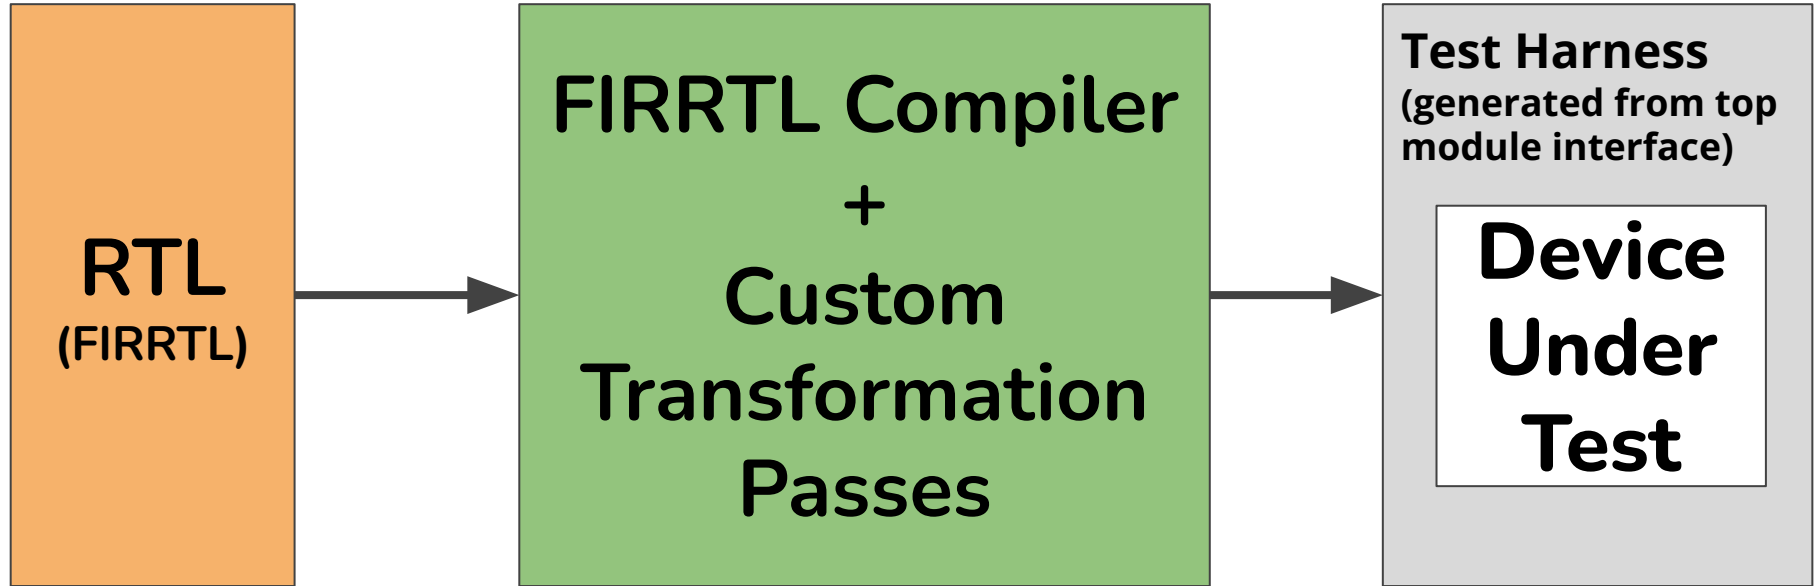 RTL
(FIRRTL)
FIRRTL Compiler
+
Custom
Transformation
Passes
Test Harness
(generated from top
module interface)
Device
Under
Test